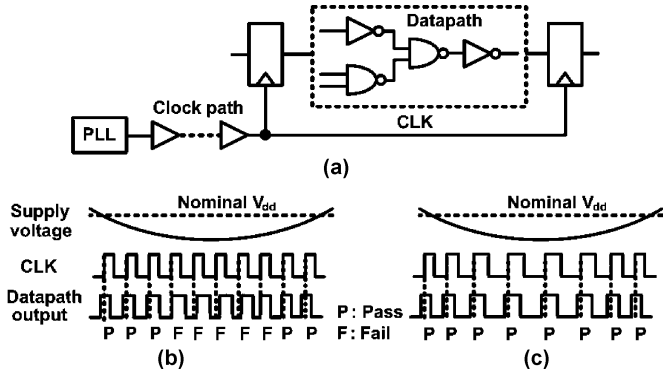 Datapath
Clock path
PLL
CLK
(a)
Nominal Vdd
Supply voltage
CLK
Datapath output
P P P F F F F F P P
P : Pass
F : Fail
(b)
Nominal Vdd
P P P P P P P P
(c)